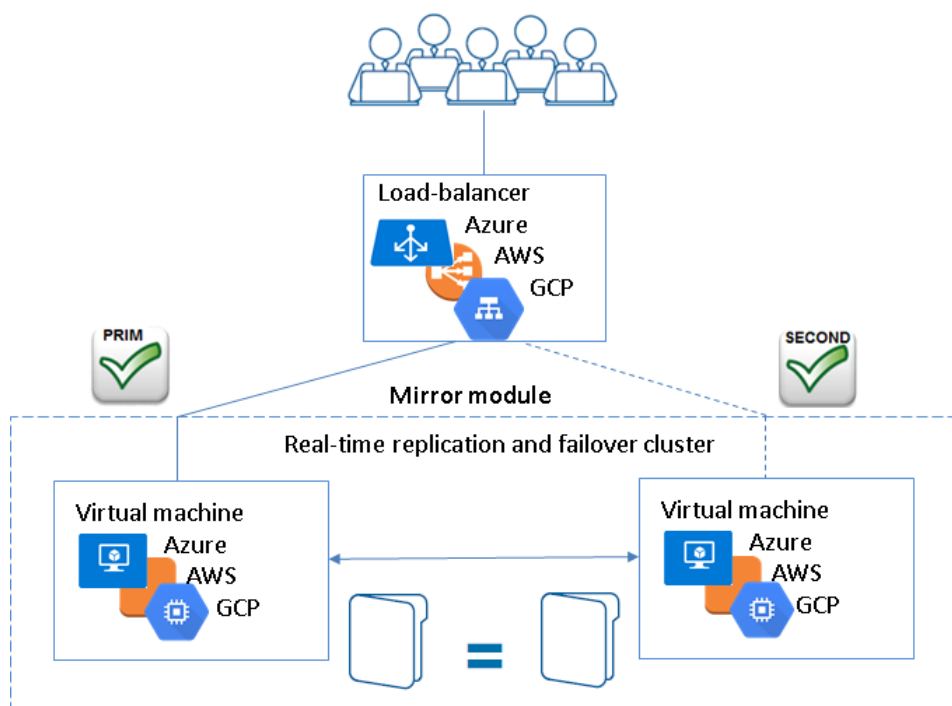 Load-balancer
Azure
AWS
GCP
PRIM
SECOND
Mirror module
Real-time replication and failover cluster
Virtual machine
Azure
AWS
GCP
Virtual machine
Azure
AWS
GCP
=